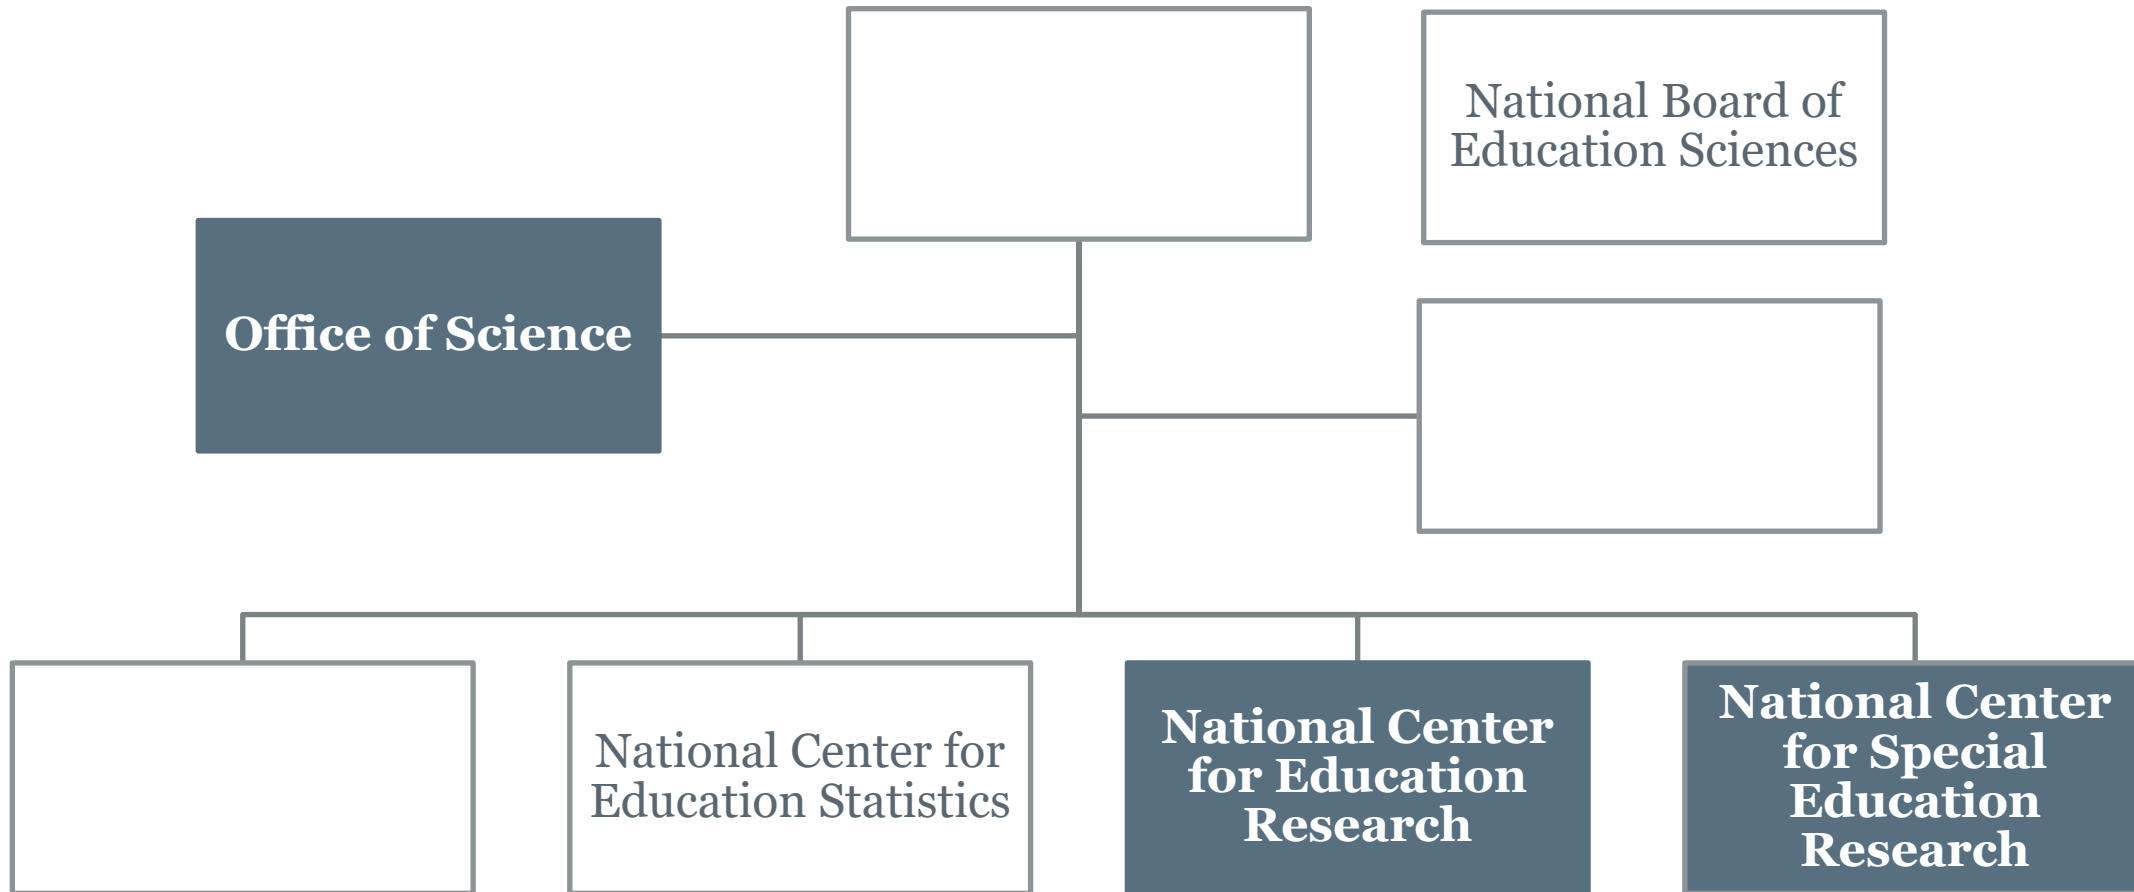 National Board of
Education Sciences
Office of Science
National Center for
Education Statistics
National Center
for Education
Research
National Center
for Special
Education
Research